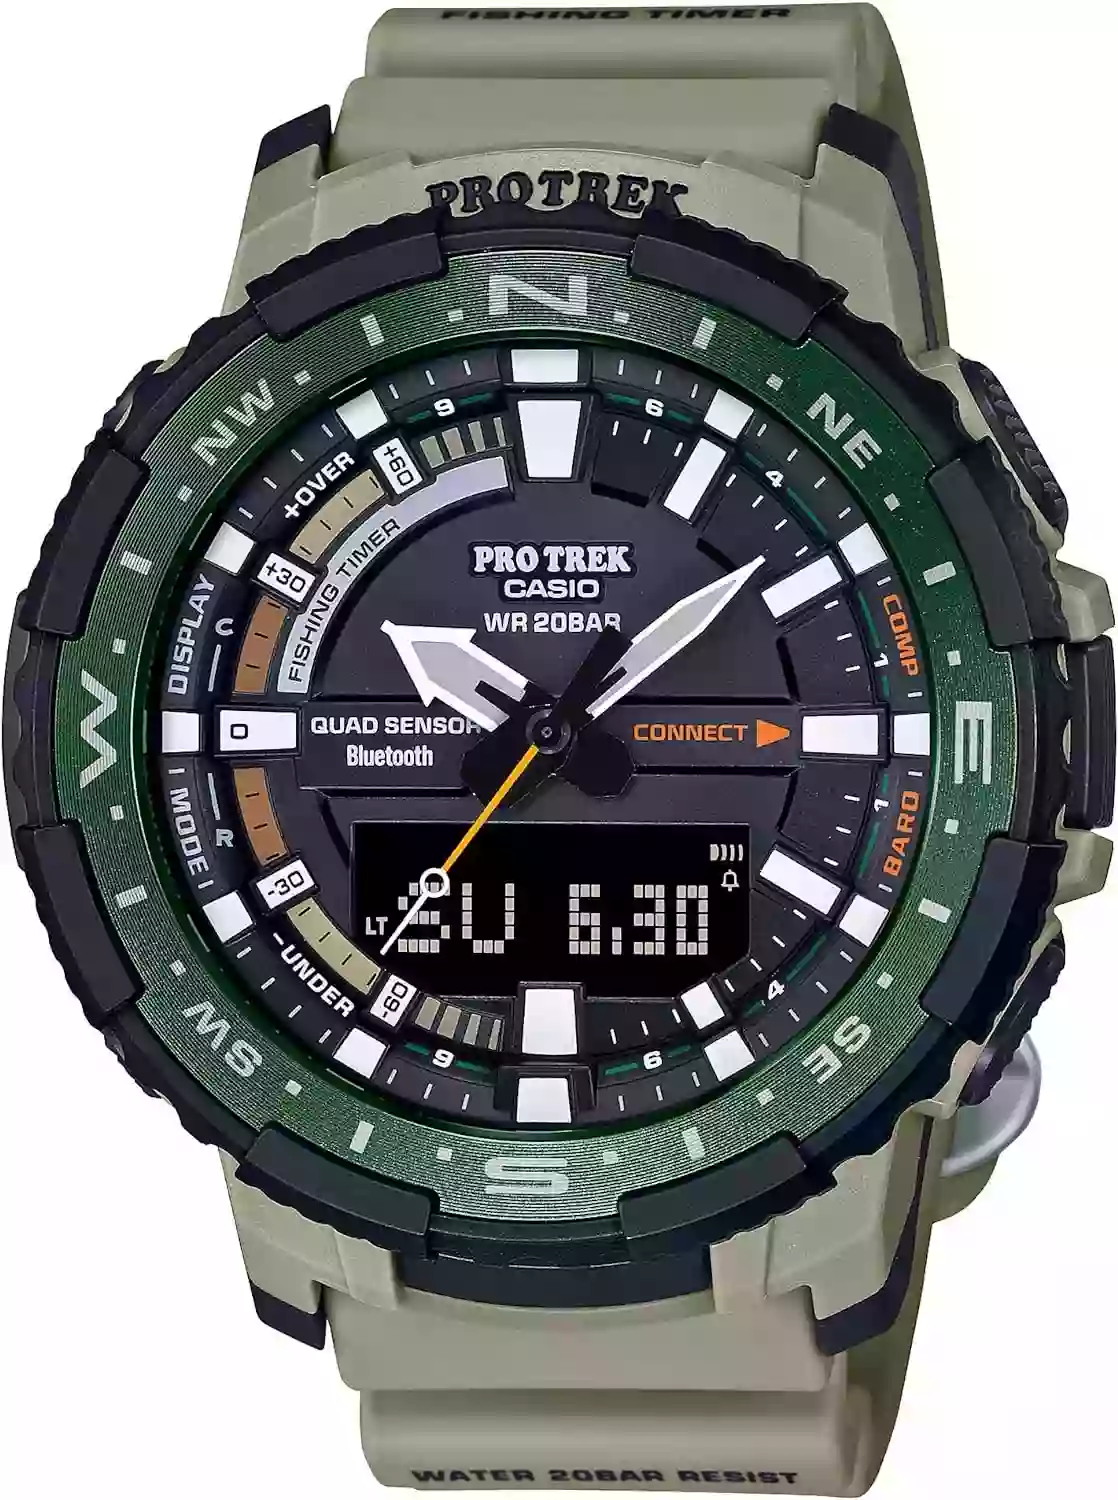 FISHING TIMER
PROTREK
N
NW
NE
9
6
+60
4
+OVER
+30
FISHING TIMER
PRO TREK
CASIO
WR 20BAR
DISPLAY
C
COMP
1
W
0
QUAD SENSOR
Bluetooth
CONNECT
E
MODE
R
1
BARO
-30
LT
SU 6.30
-UNDER
-60
4
9
6
SW
SE
S
WATER 20BAR RESIST